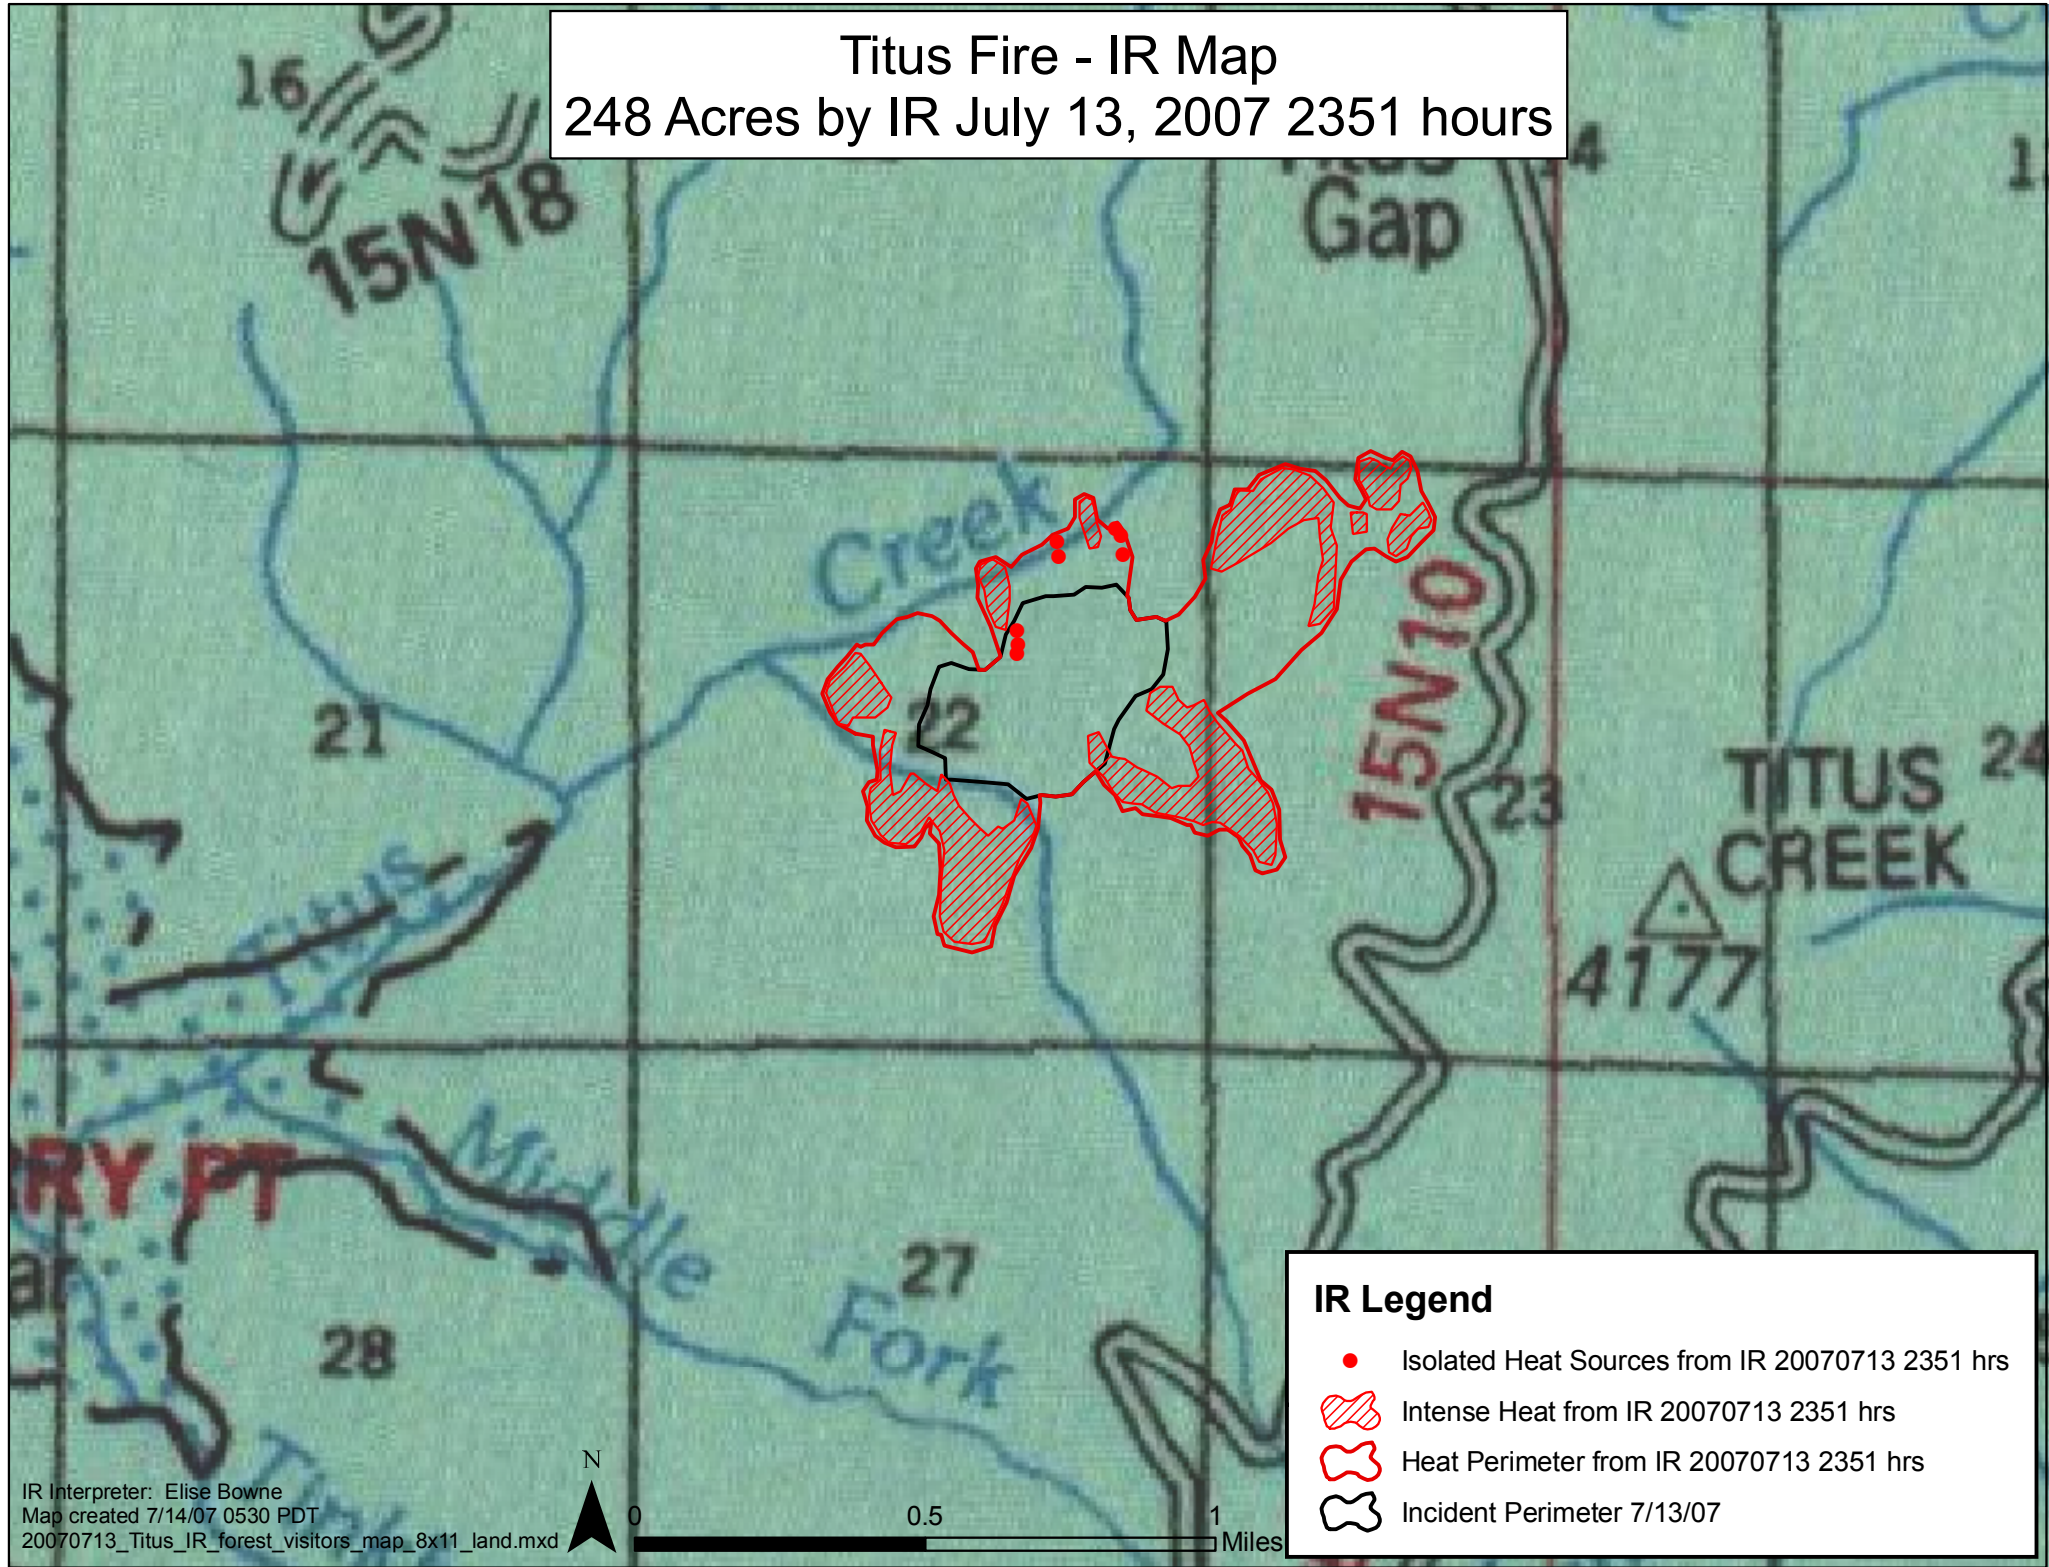 Titus Fire - IR Map
248 Acres by IR July 13, 2007 2351 hours
16
15N18
Gap
Creek
21
22
15N10
23
24
TITUS
CREEK
4177
Titus
RY PT
Middle
Fork
27
28
IR Legend
Isolated Heat Sources from IR 20070713 2351 hrs
Intense Heat from IR 20070713 2351 hrs
Heat Perimeter from IR 20070713 2351 hrs
Incident Perimeter 7/13/07
IR Interpreter: Elise Bowne
Map created 7/14/07 0530 PDT
20070713_Titus_IR_forest_visitors_map_8x11_land.mxd
N
0 0.5 1
Miles